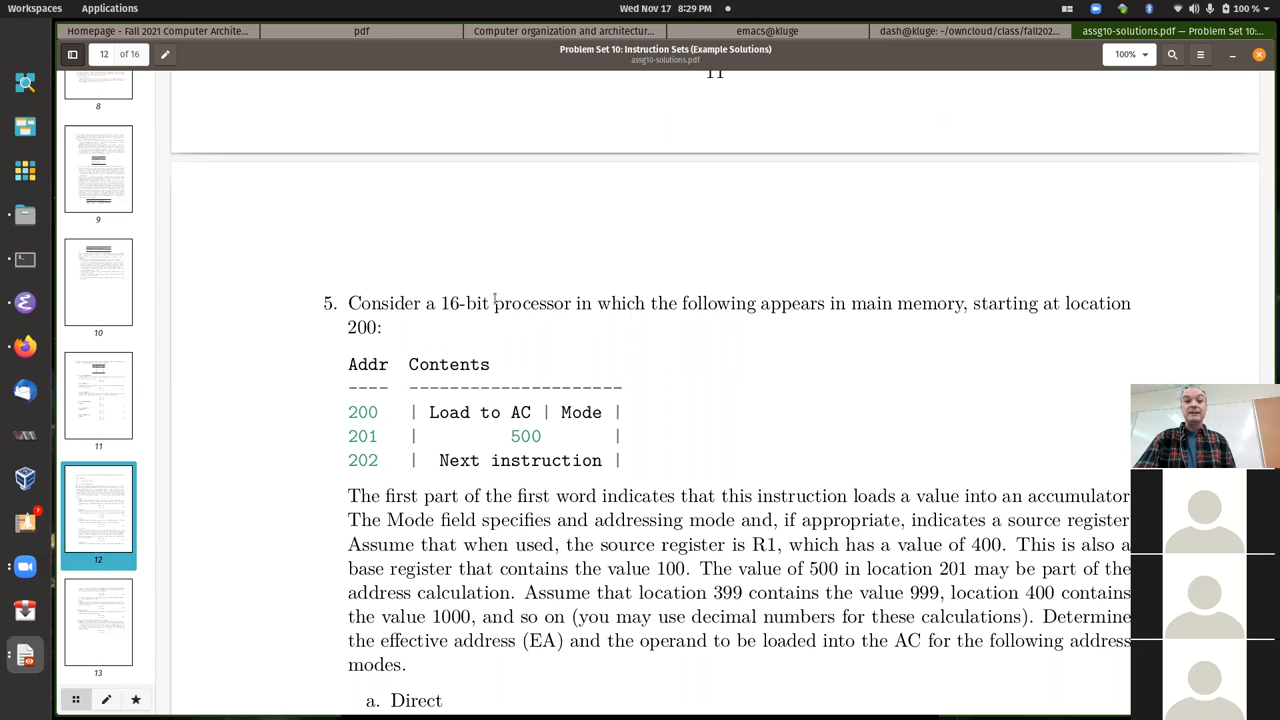 Workspaces Applications Wed Nov 17 8:29 PM 100 %
Homepage - Fall 2021 Computer Archite... pdf Computer organization and architectur... emacs@kluge dash@kluge: ~/owncloud/class/fall202... assg10-solutions.pdf — Problem Set 10:...
12 of 16 Problem Set 10: Instruction Sets (Example Solutions) 100%
assg10-solutions.pdf
11
8
9
10
11
12
13
5. Consider a 16-bit processor in which the following appears in main memory, starting at location
200:
Addr Contents
---- ---------------------
200 | Load to AC | Mode |
201 | 500 |
202 | Next instruction |
The first part of the first word indicates that this instruction loads a value into an accumulator
The Mode field specifies and addressing mode and, if appropriate, indicates a source register
Assume that when used, the source register is R1, which has a value of 400. This is also a
base register that contains the value 100. The value of 500 in location 201 may be part of the
address calculation. Assume that location 399 contains the value 999, location 400 contains
the value 1000, and so on (you may use decimal numbers for these calculations). Determine
the effective address (EA) and the operand to be loaded into the AC for the following address
modes.
a. Direct